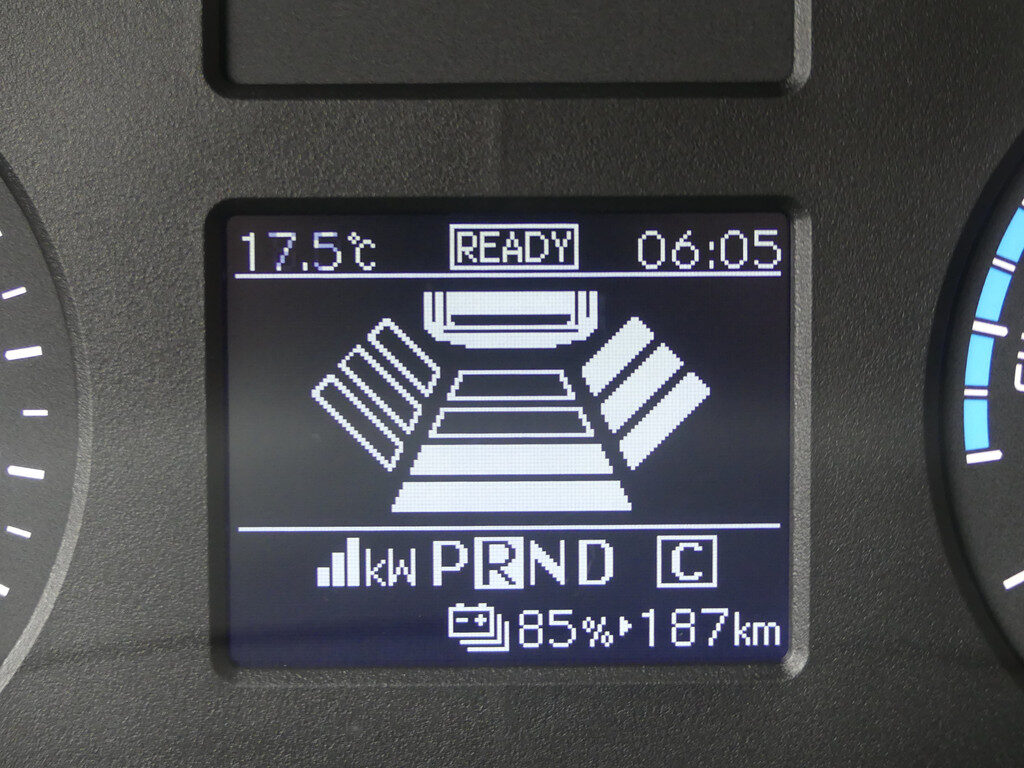 17.5℃ READY 06:05
kW PRND C
85%▸187km